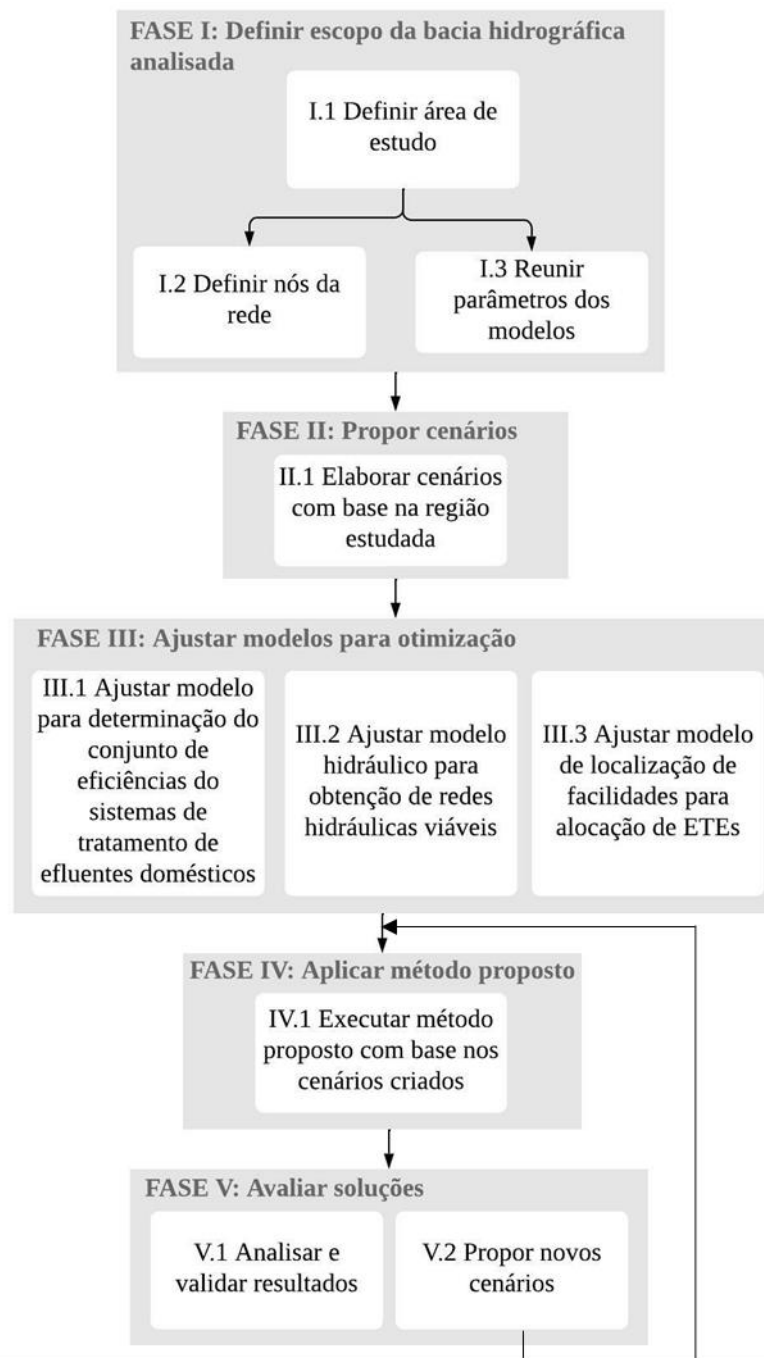 FASE I: Definir escopo da bacia hidrográfica
analisada
I.1 Definir área de
estudo
I.2 Definir nós da
rede
I.3 Reunir
parâmetros dos
modelos
FASE II: Propor cenários
II.1 Elaborar cenários
com base na região
estudada
FASE III: Ajustar modelos para otimização
III.1 Ajustar modelo
para determinação do
conjunto de
eficiências do
sistemas de
tratamento de
efluentes domésticos
III.2 Ajustar modelo
hidráulico para
obtenção de redes
hidráulicas viáveis
III.3 Ajustar modelo
de localização de
facilidades para
alocação de ETEs
FASE IV: Aplicar método proposto
IV.1 Executar método
proposto com base nos
cenários criados
FASE V: Avaliar soluções
V.1 Analisar e
validar resultados
V.2 Propor novos
cenários